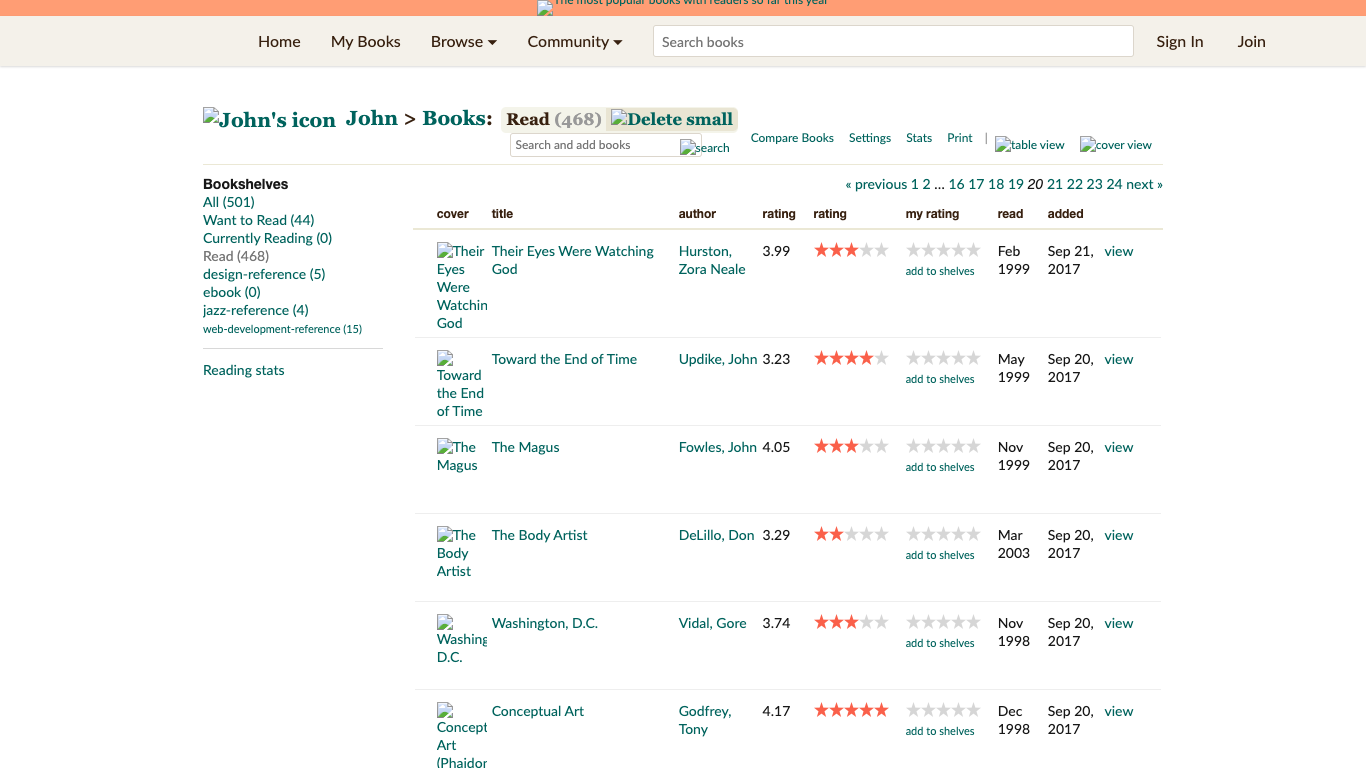 The most popular books with readers so far this year
Home My Books Browse Community Search books Sign In Join
John's icon John > Books: Read (468) Delete small
Search and add books search Compare Books Settings Stats Print | table view cover view
Bookshelves
All (501)
Want to Read (44)
Currently Reading (0)
Read (468)
design-reference (5)
ebook (0)
jazz-reference (4)
web-development-reference (15)
Reading stats
« previous 1 2 … 16 17 18 19 20 21 22 23 24 next »
cover title author rating rating my rating read added
Their Their Eyes Were Watching Hurston, 3.99 Feb Sep 21, view
Eyes God Zora Neale add to shelves 1999 2017
Were
Watchin
God
Toward the End of Time Updike, John 3.23 May Sep 20, view
Toward add to shelves 1999 2017
the End
of Time
The The Magus Fowles, John 4.05 Nov Sep 20, view
Magus add to shelves 1999 2017
The The Body Artist DeLillo, Don 3.29 Mar Sep 20, view
Body add to shelves 2003 2017
Artist
Washington, D.C. Vidal, Gore 3.74 Nov Sep 20, view
Washing add to shelves 1998 2017
D.C.
Conceptual Art Godfrey, 4.17 Dec Sep 20, view
Concept Tony add to shelves 1998 2017
Art
(Phaidon